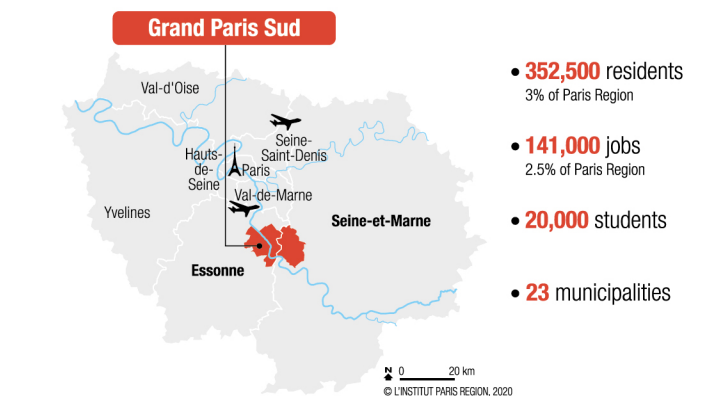 Grand Paris Sud
Val-d'Oise
Seine-
Saint-Denis
Hauts-
de-
Seine
Paris
Val-de-Marne
Yvelines
Seine-et-Marne
Essonne
• 352,500 residents
3% of Paris Region
• 141,000 jobs
2.5% of Paris Region
• 20,000 students
• 23 municipalities
N 0 20 km
© L'INSTITUT PARIS REGION, 2020